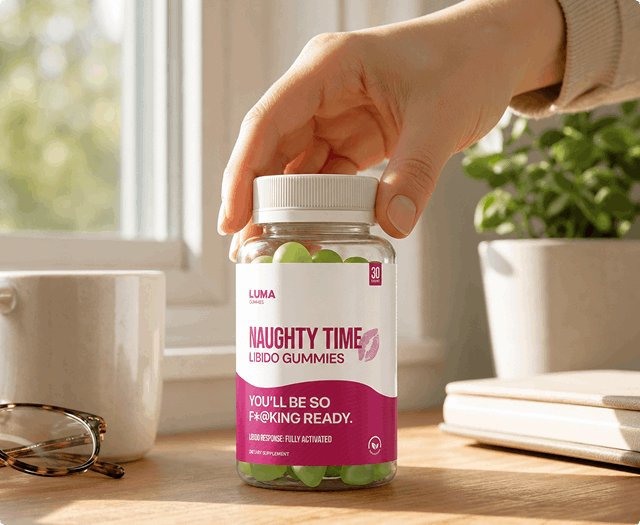 LUMA
GUMMIES
30
NAUGHTY TIME
LIBIDO GUMMIES
YOU'LL BE SO
F*@KING READY.
LIBIDO RESPONSE: FULLY ACTIVATED
DIETARY SUPPLEMENT